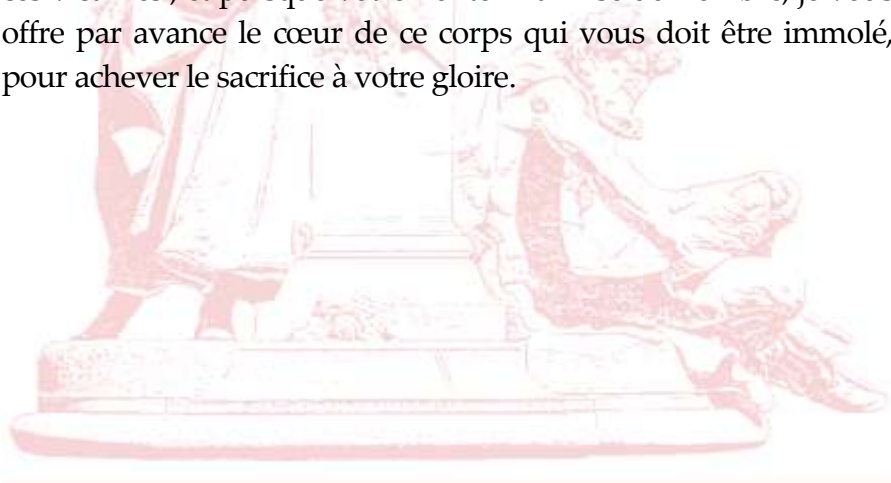 offre par avance le cœur de ce corps qui vous doit être immolé,
pour achever le sacrifice à votre gloire.